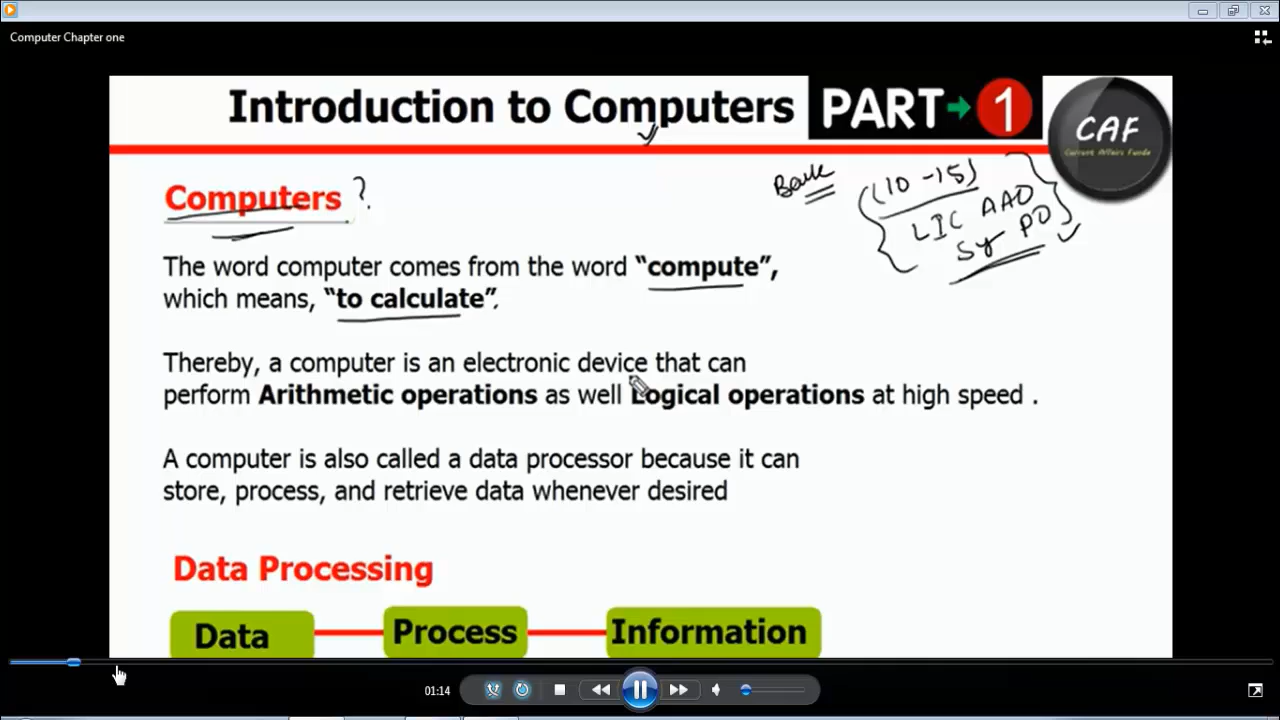 Computer Chapter one
Introduction to Computers PART 1
CAF
Current Affairs Funda
Computers ?
Bank (10-15)
LIC AAO
PO
The word computer comes from the word “compute”,
which means, “to calculate”.
Thereby, a computer is an electronic device that can
perform Arithmetic operations as well Logical operations at high speed .
A computer is also called a data processor because it can
store, process, and retrieve data whenever desired
Data Processing
Data Process Information
01:14